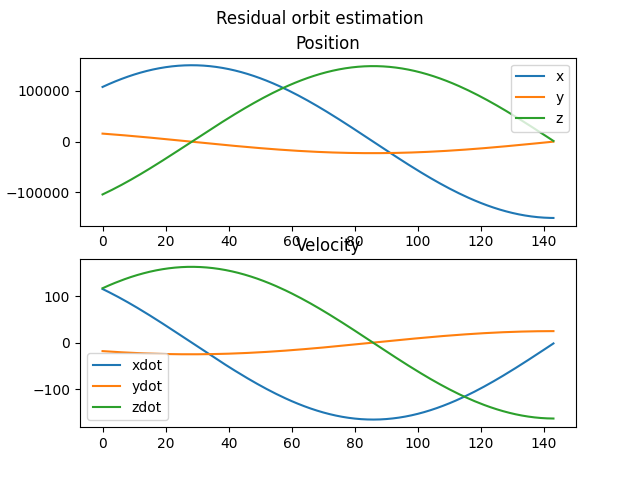 Residual orbit estimation
Position
100000
0
−100000
x
y
z
0 20 40 60 80 100 120 140
Velocity
100
0
−100
xdot
ydot
zdot
0 20 40 60 80 100 120 140